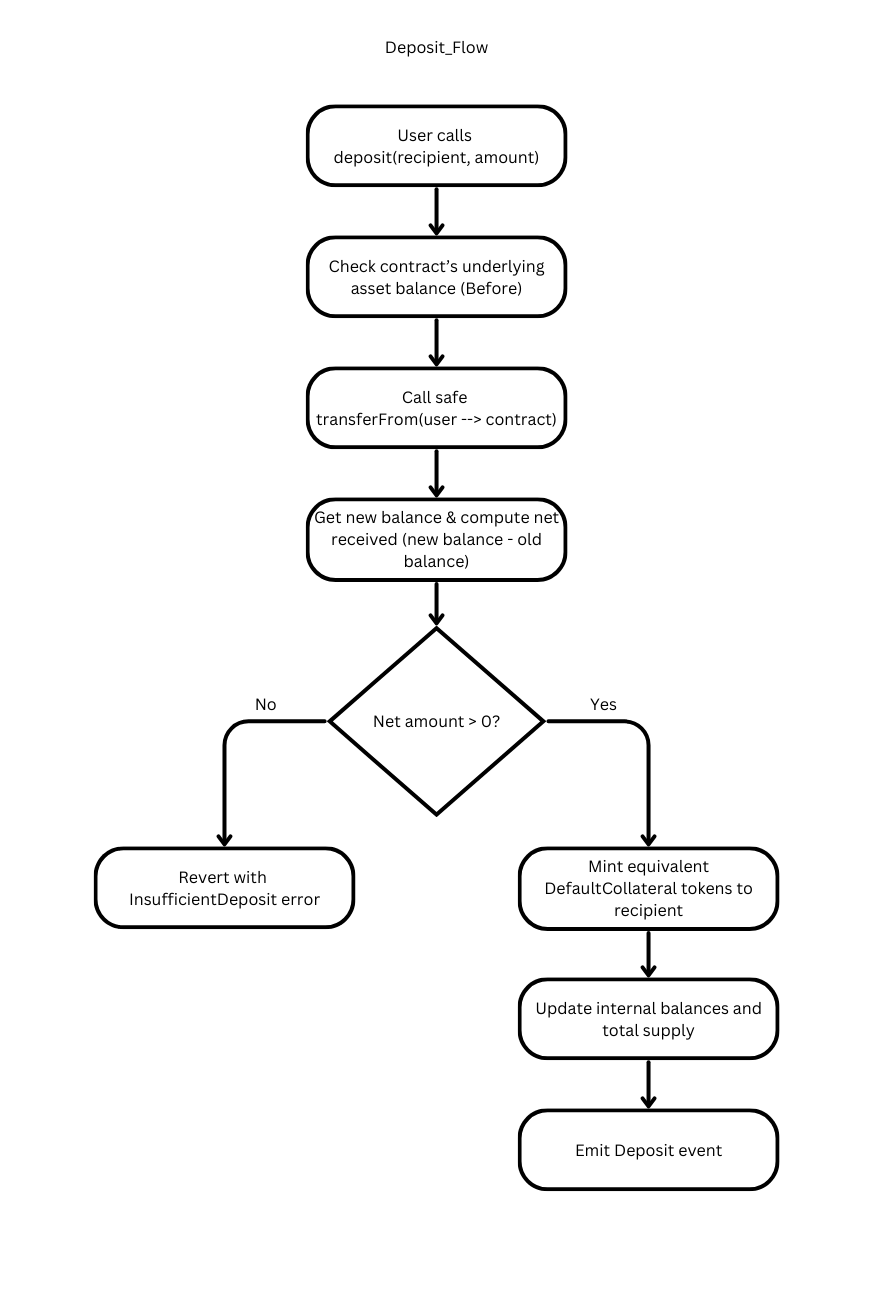 Deposit_Flow
User calls
deposit(recipient, amount)
Check contract’s underlying
asset balance (Before)
Call safe
transferFrom(user --> contract)
Get new balance & compute net
received (new balance - old
balance)
No
Yes
Net amount > 0?
Revert with
InsufficientDeposit error
Mint equivalent
DefaultCollateral tokens to
recipient
Update internal balances and
total supply
Emit Deposit event